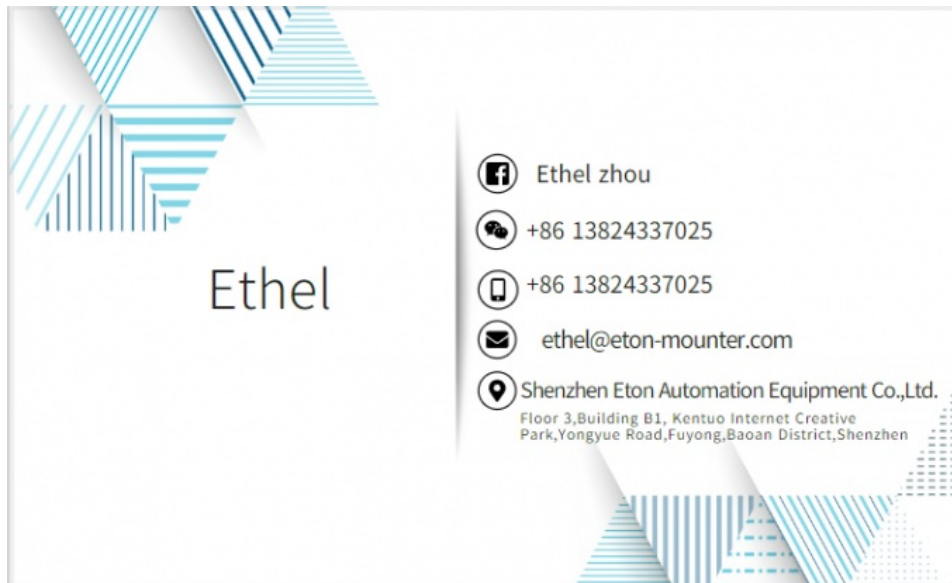 Ethel
Ethel zhou
+86 13824337025
+86 13824337025
ethel@eton-mounter.com
Shenzhen Eton Automation Equipment Co.,Ltd.
Floor 3,Building B1, Kentuo Internet Creative
Park,Yongyue Road,Fuyong,Baoan District,Shenzhen